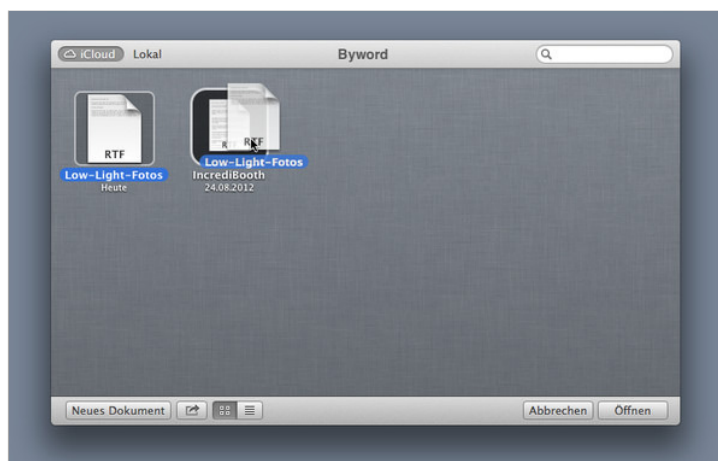 iCloud Lokal Byword
RTF
R RTF
Low-Light-Fotos
Low-Light-Fotos IncrediBooth
Heute 24.08.2012
Neues Dokument Abbrechen Öffnen